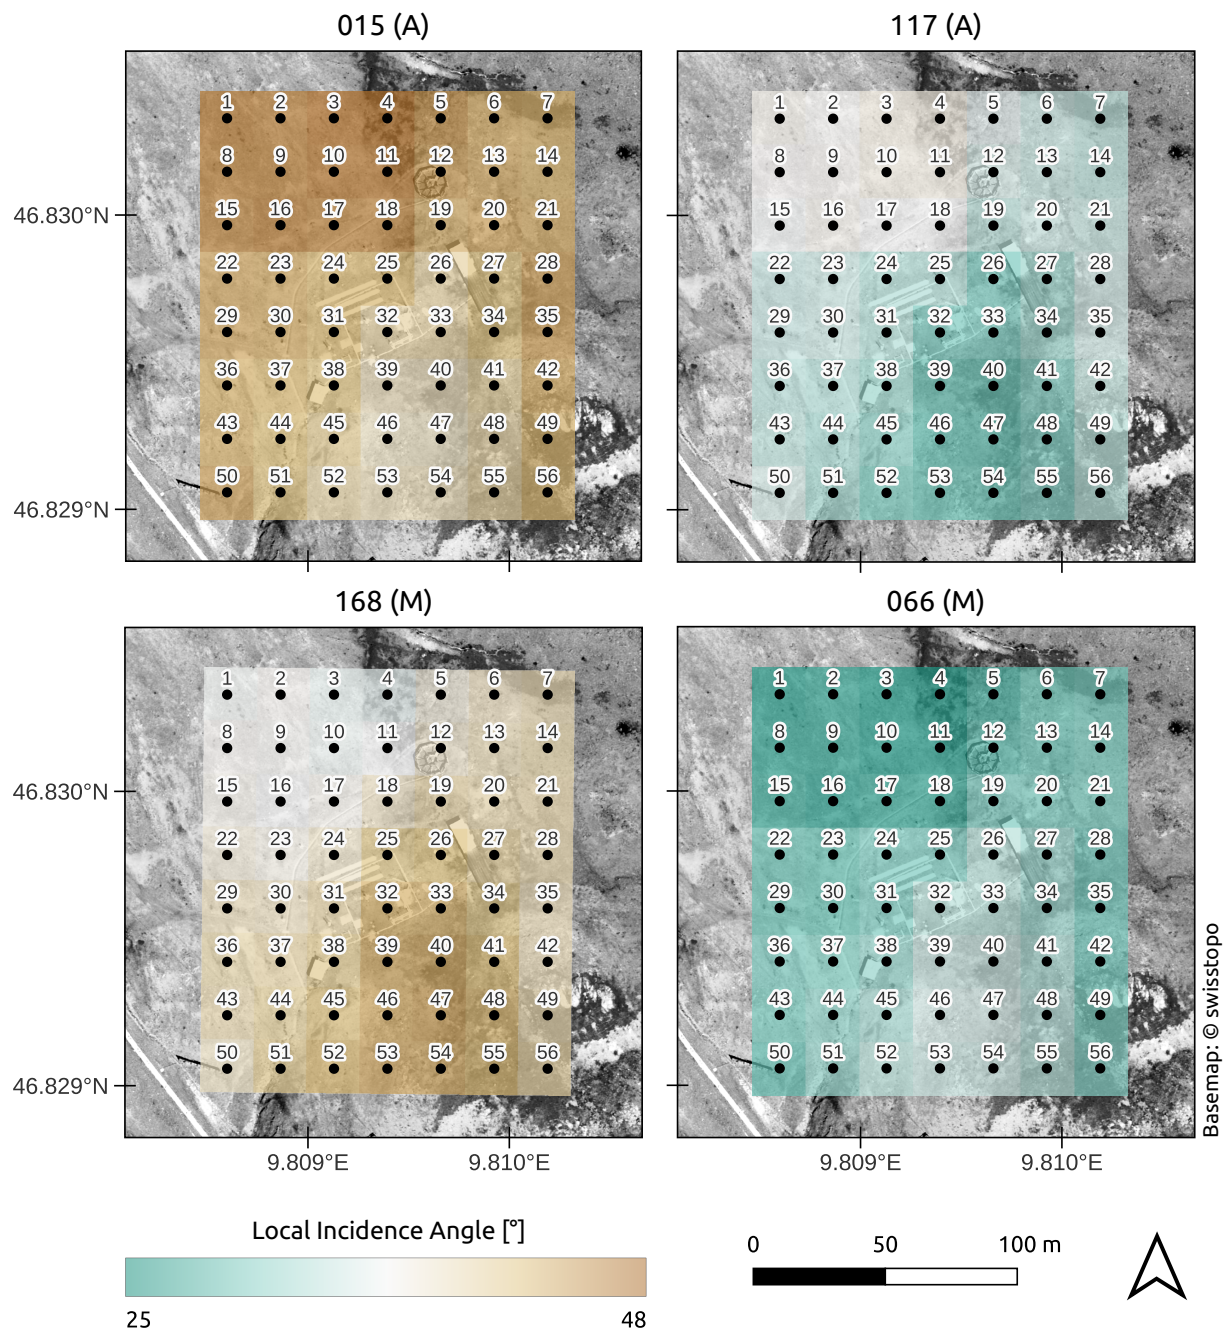 015 (A)
117 (A)
1 2 3 4 5 6 7
8 9 10 11 12 13 14
15 16 17 18 19 20 21
22 23 24 25 26 27 28
29 30 31 32 33 34 35
36 37 38 39 40 41 42
43 44 45 46 47 48 49
50 51 52 53 54 55 56
1 2 3 4 5 6 7
8 9 10 11 12 13 14
15 16 17 18 19 20 21
22 23 24 25 26 27 28
29 30 31 32 33 34 35
36 37 38 39 40 41 42
43 44 45 46 47 48 49
50 51 52 53 54 55 56
46.830°N
46.829°N
168 (M)
066 (M)
1 2 3 4 5 6 7
8 9 10 11 12 13 14
15 16 17 18 19 20 21
22 23 24 25 26 27 28
29 30 31 32 33 34 35
36 37 38 39 40 41 42
43 44 45 46 47 48 49
50 51 52 53 54 55 56
1 2 3 4 5 6 7
8 9 10 11 12 13 14
15 16 17 18 19 20 21
22 23 24 25 26 27 28
29 30 31 32 33 34 35
36 37 38 39 40 41 42
43 44 45 46 47 48 49
50 51 52 53 54 55 56
46.830°N
46.829°N
9.809°E 9.810°E
9.809°E 9.810°E
Basemap: © swisstopo
Local Incidence Angle [°]
25 48
0 50 100 m